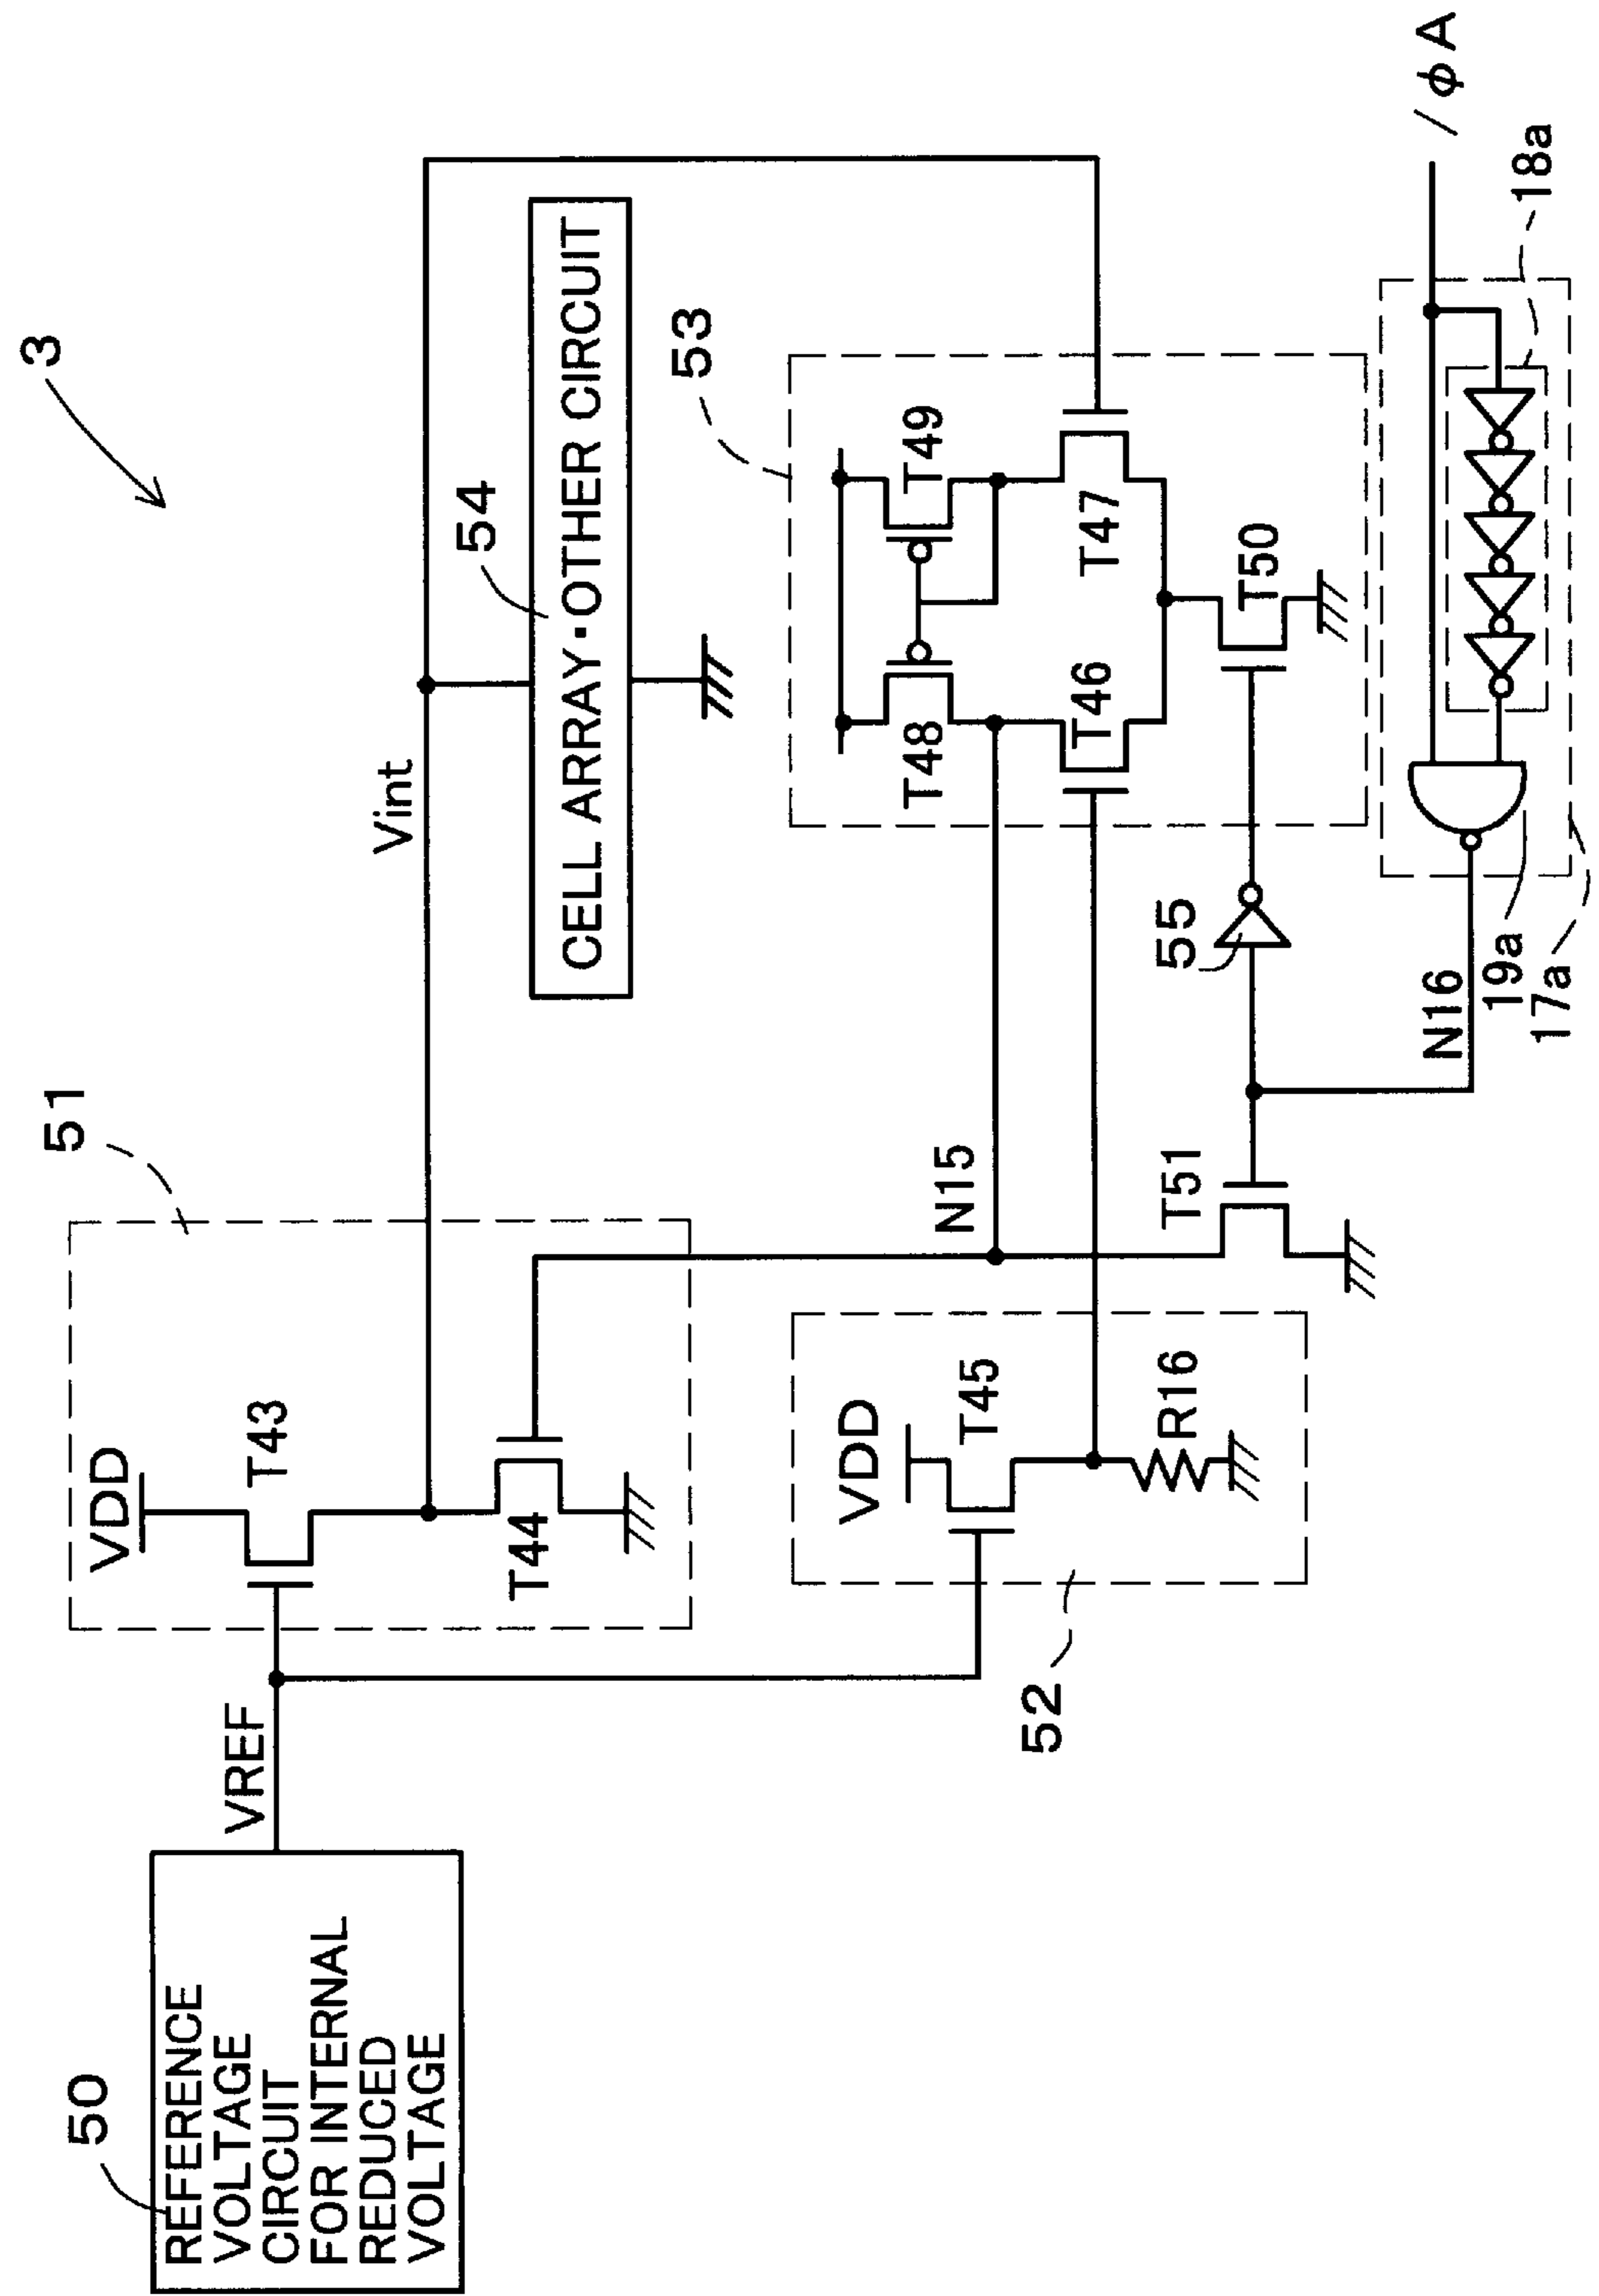 3
50
REFERENCE
VOLTAGE
CIRCUIT
FOR INTERNAL
REDUCED
VOLTAGE
VREF
51
VDD
T43
T44
Vint
54
CELL ARRAY·OTHER CIRCUIT
52
VDD
T45
R16
N15
T51
53
T48
T49
T46
T47
T50
55
N16
19a
17a
18a
/φA